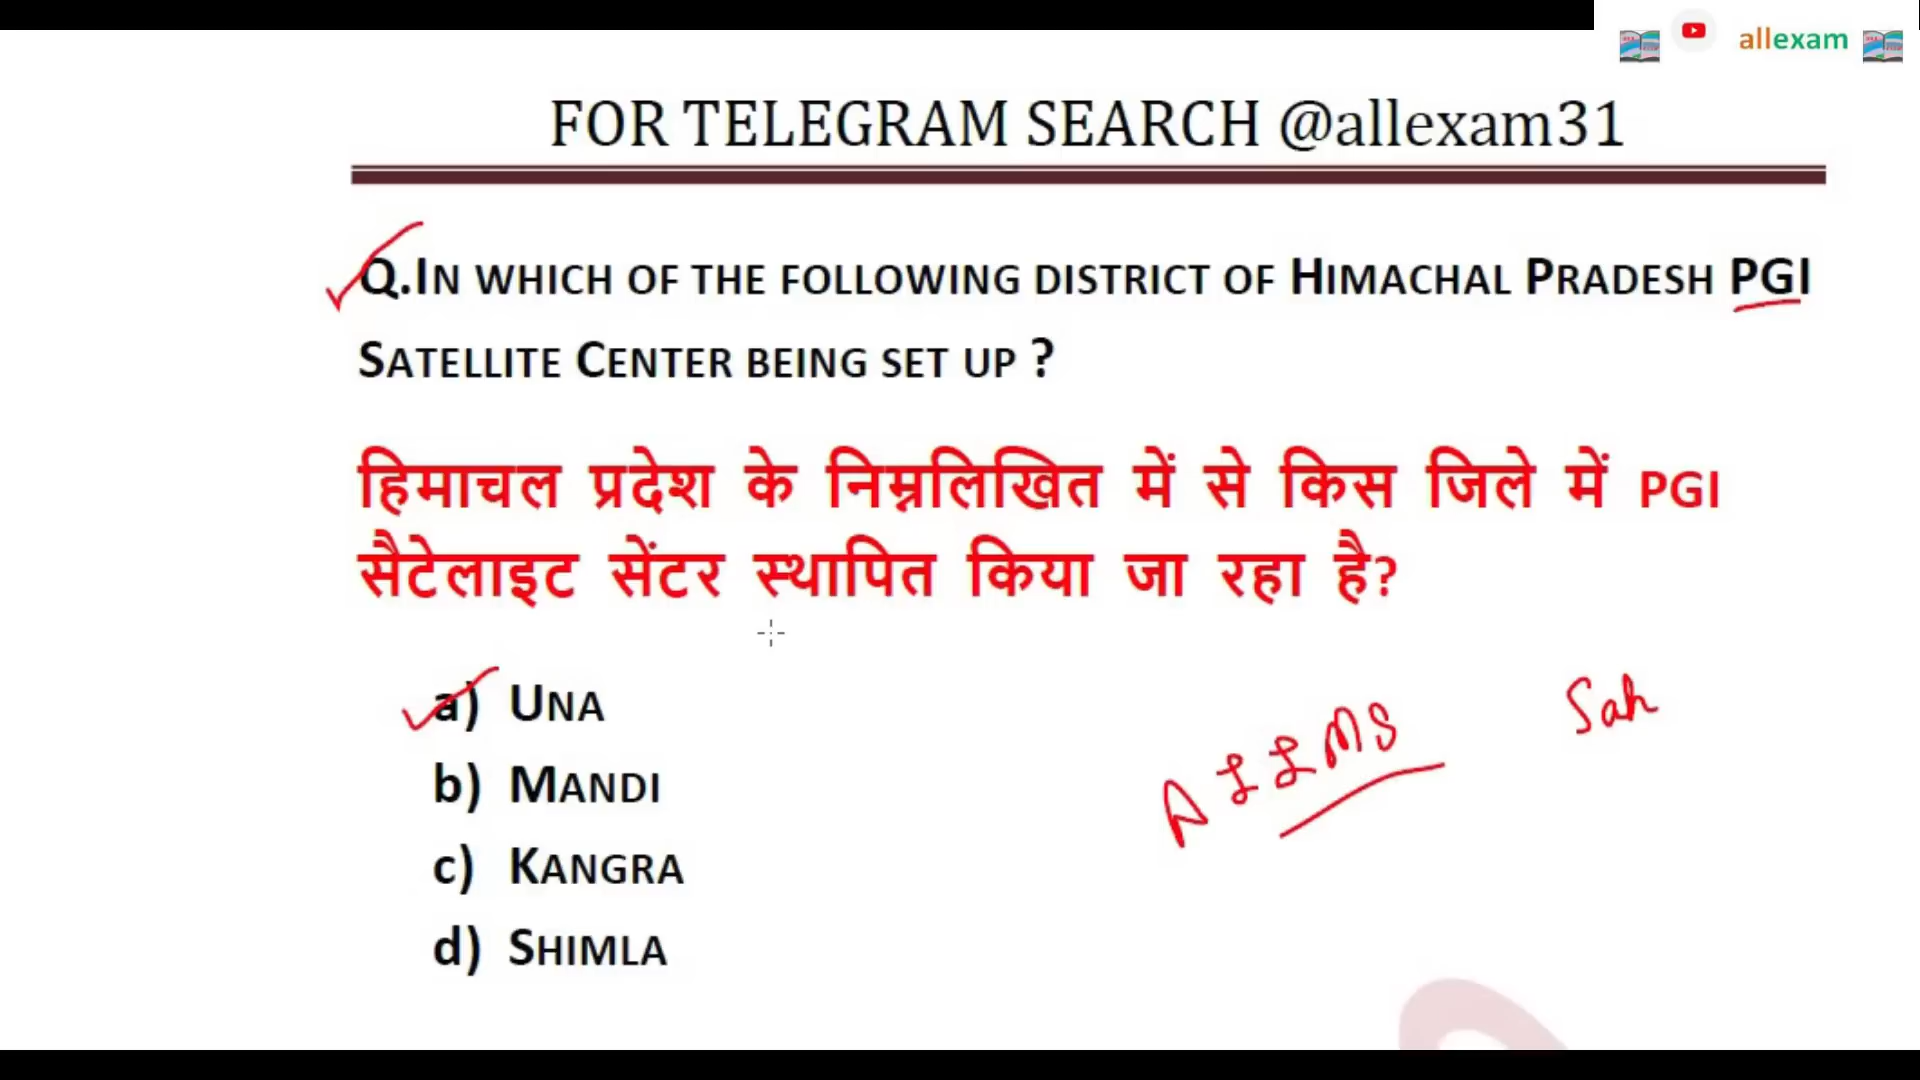 allexam
FOR TELEGRAM SEARCH @allexam31
Q.IN WHICH OF THE FOLLOWING DISTRICT OF HIMACHAL PRADESH PGI
SATELLITE CENTER BEING SET UP ?
हिमाचल प्रदेश के निम्नलिखित में से किस जिले में PGI
सैटेलाइट सेंटर स्थापित किया जा रहा है?
a) UNA
b) MANDI
c) KANGRA
d) SHIMLA
AIIMS
Sah